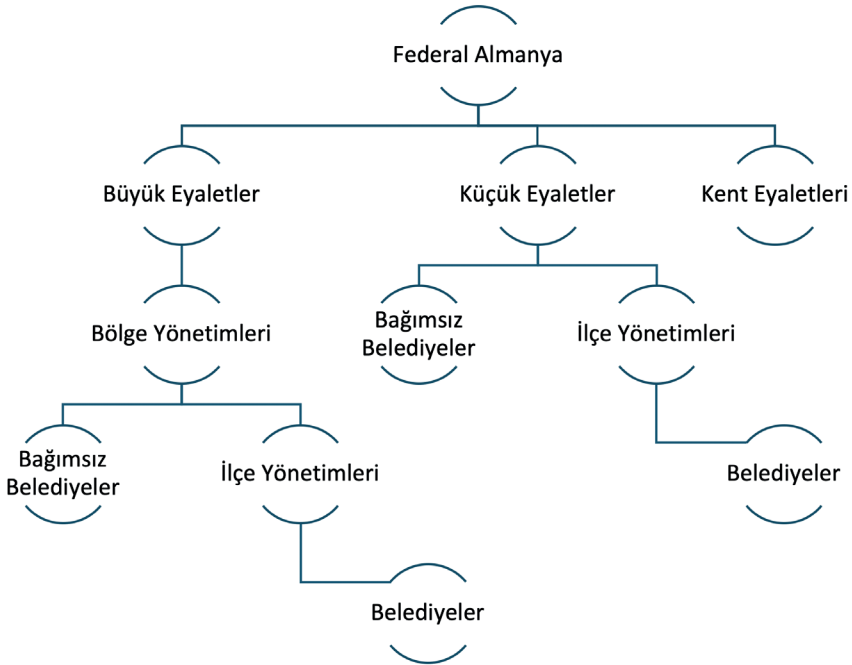 Federal Almanya
Büyük Eyaletler
Küçük Eyaletler
Kent Eyaletleri
Bölge Yönetimleri
Bağımsız
Belediyeler
İlçe Yönetimleri
Bağımsız
Belediyeler
İlçe Yönetimleri
Belediyeler
Belediyeler